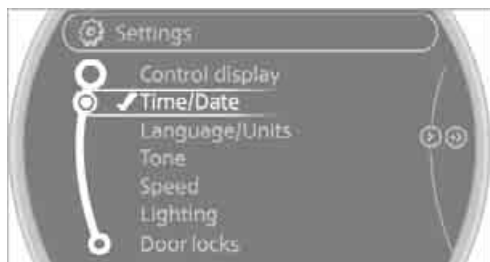 Settings
Control display
Time/Date
Language/Units
Tone
Speed
Lighting
Door locks